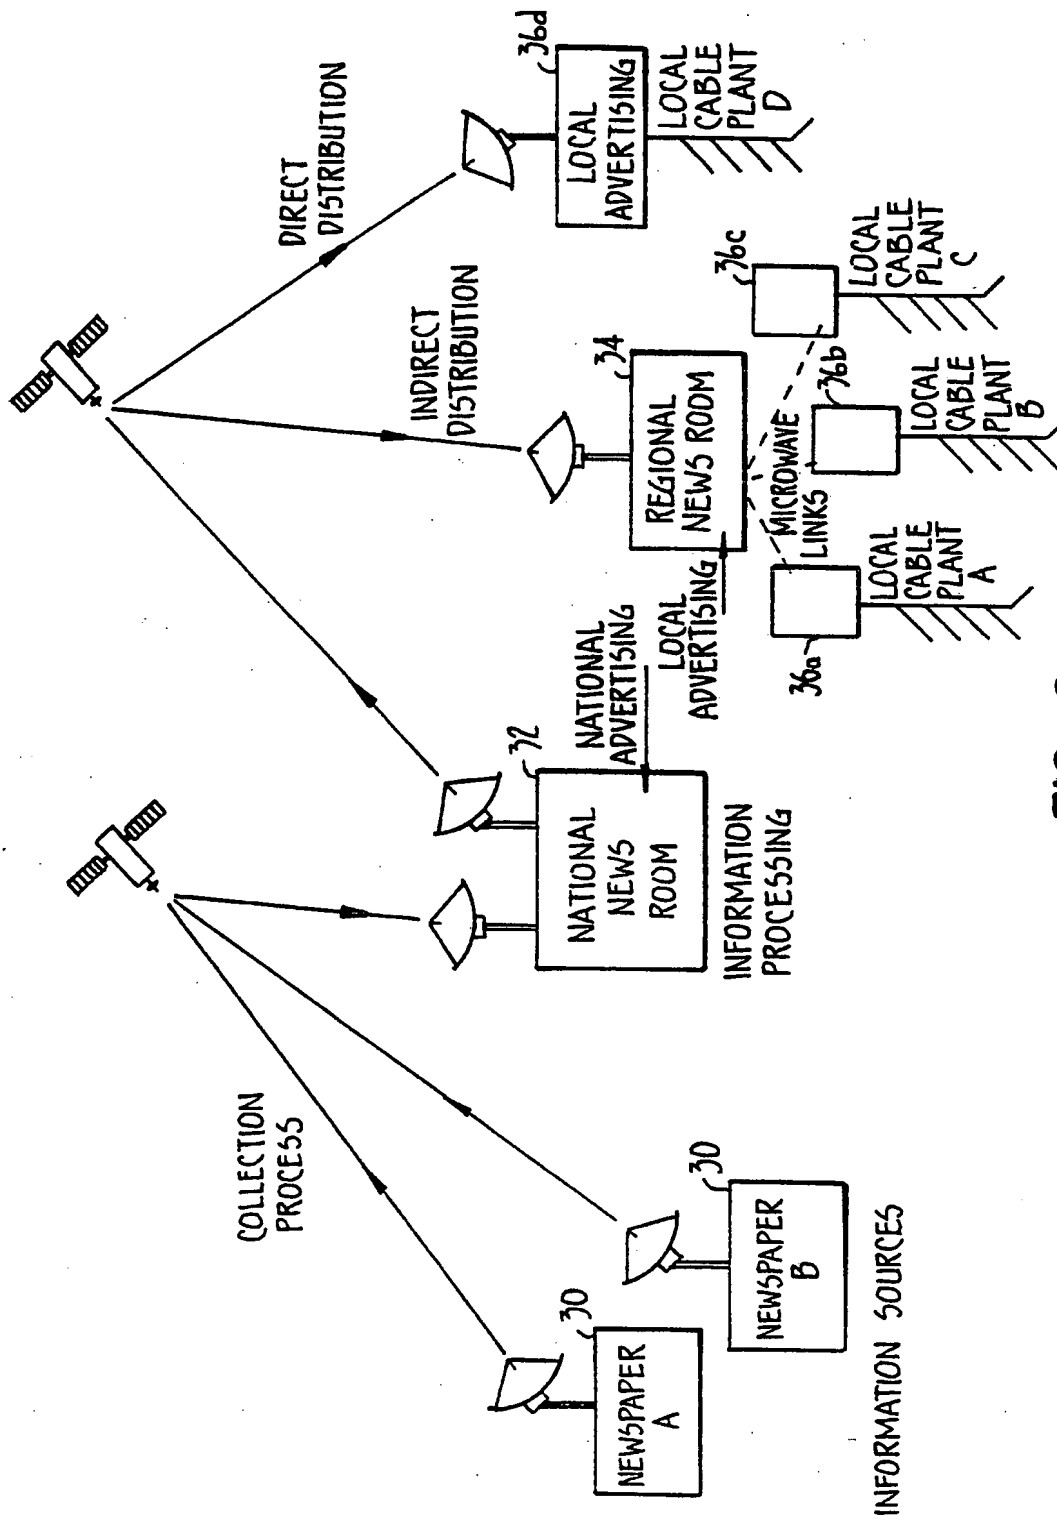 COLLECTION
PROCESS
30
NEWSPAPER
A
30
NEWSPAPER
B
INFORMATION SOURCES
32
NATIONAL
NEWS
ROOM
INFORMATION
PROCESSING
NATIONAL
ADVERTISING
LOCAL
ADVERTISING
INDIRECT
DISTRIBUTION
34
REGIONAL
NEWS ROOM
MICROWAVE
LINKS
36a
LOCAL
CABLE
PLANT
A
36b
LOCAL
CABLE
PLANT
B
36c
LOCAL
CABLE
PLANT
C
DIRECT
DISTRIBUTION
36d
LOCAL
ADVERTISING
LOCAL
CABLE
PLANT
D